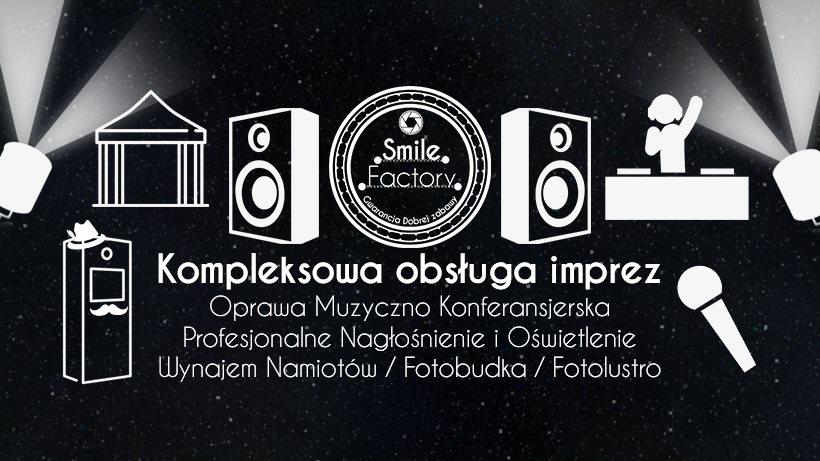 Smile
Factory
Gwarancja Dobrej zabawy
Kompleksowa obsługa imprez
Oprawa Muzyczno Konferansjerska
Profesjonalne Nagłośnienie i Oświetlenie
Wynajem Namiotów / Fotobudka / Fotolustro